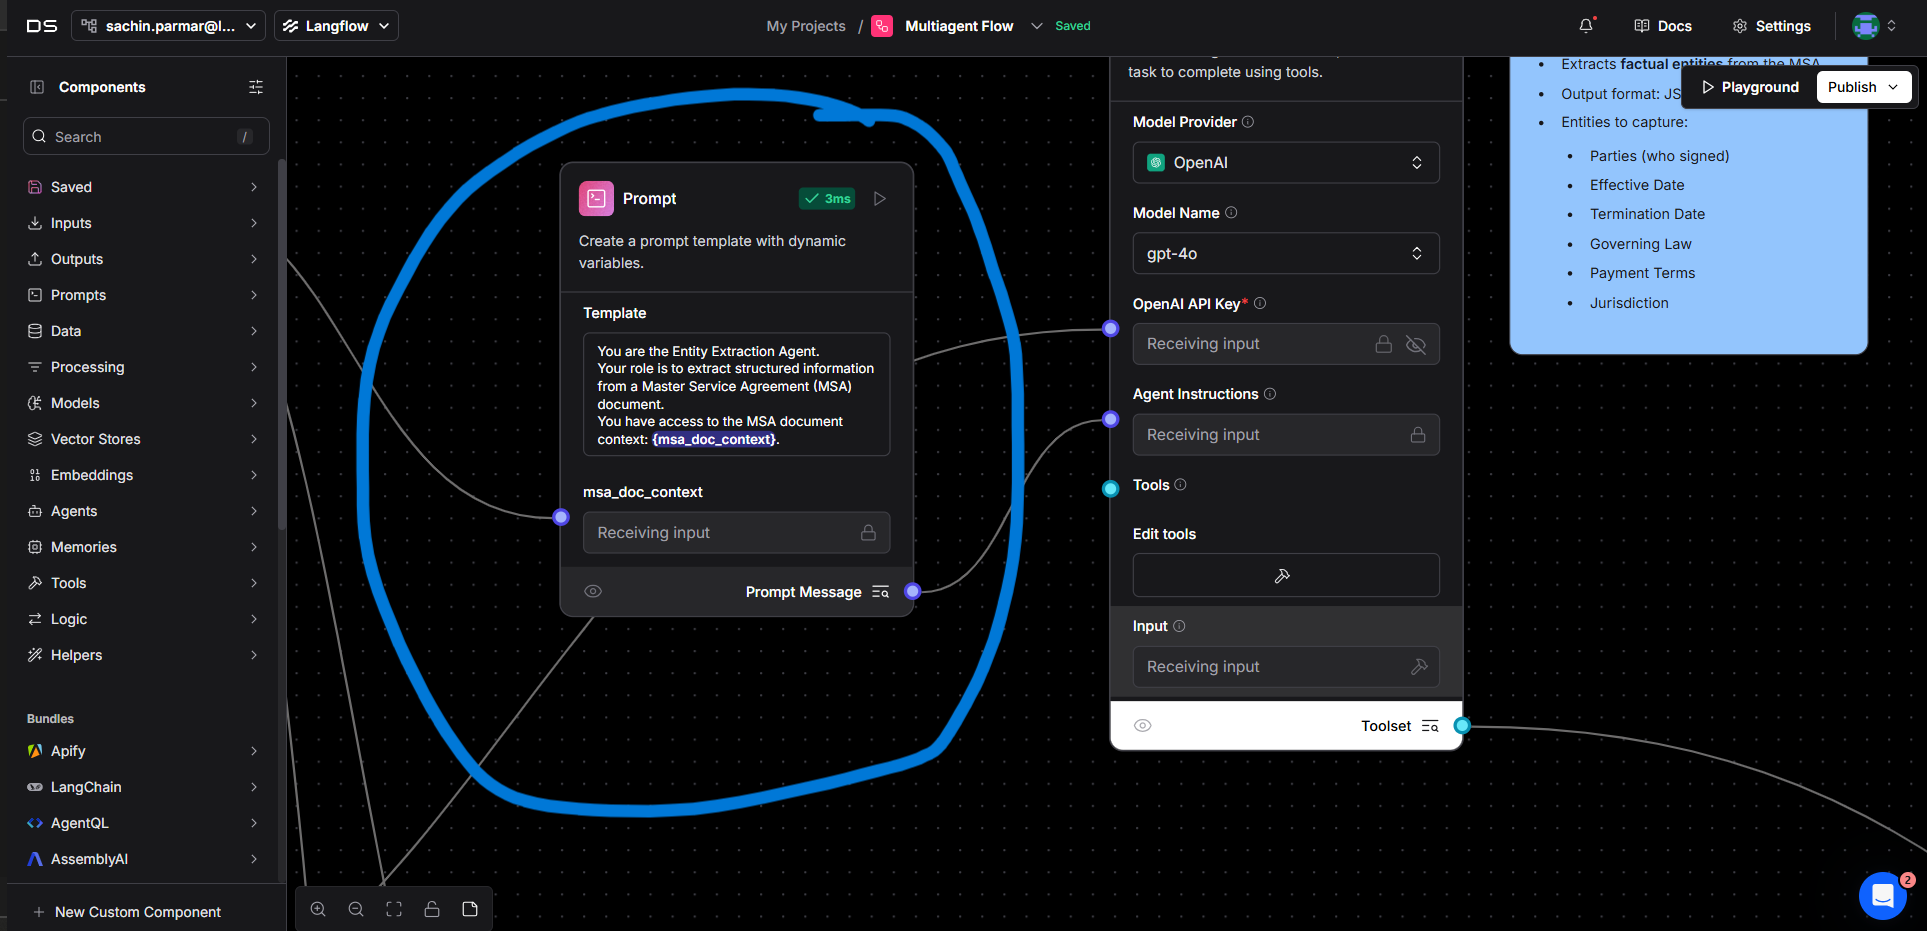 DS
sachin.parmar@l...
Langflow
My Projects / Multiagent Flow
Saved
Docs
Settings
Components
Search
/
Saved
Inputs
Outputs
Prompts
Data
Processing
Models
Vector Stores
Embeddings
Agents
Memories
Tools
Logic
Helpers
Bundles
Apify
LangChain
AgentQL
AssemblyAI
New Custom Component
Prompt
3ms
Create a prompt template with dynamic
variables.
Template
You are the Entity Extraction Agent.
Your role is to extract structured information
from a Master Service Agreement (MSA)
document.
You have access to the MSA document
context: {msa_doc_context}.
msa_doc_context
Receiving input
Prompt Message
task to complete using tools.
Model Provider
OpenAI
Model Name
gpt-4o
OpenAI API Key*
Receiving input
Agent Instructions
Receiving input
Tools
Edit tools
Input
Receiving input
Toolset
Playground
Publish
• Extracts factual entities from the MSA
• Output format: JS
• Entities to capture:
• Parties (who signed)
• Effective Date
• Termination Date
• Governing Law
• Payment Terms
• Jurisdiction
2